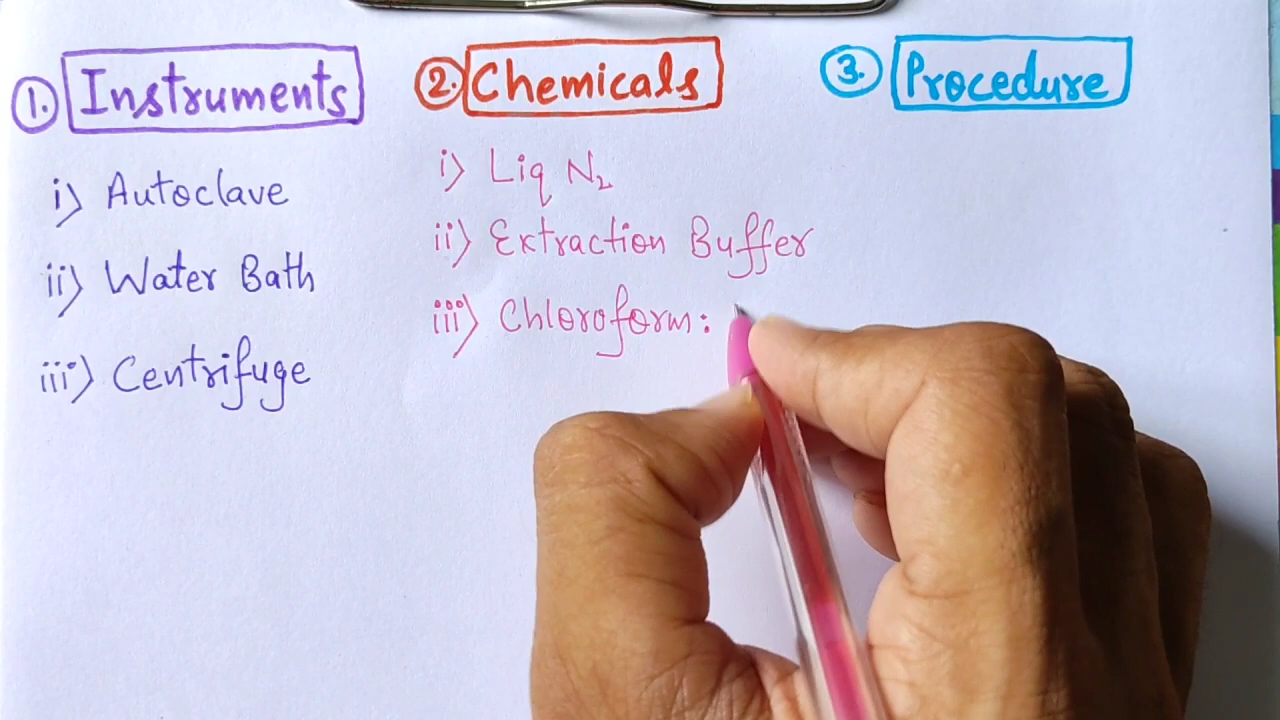 1. Instruments
i) Autoclave
ii) Water Bath
iii) Centrifuge
2. Chemicals
i) Liq N₂
ii) Extraction Buffer
iii) Chloroform:
3. Procedure